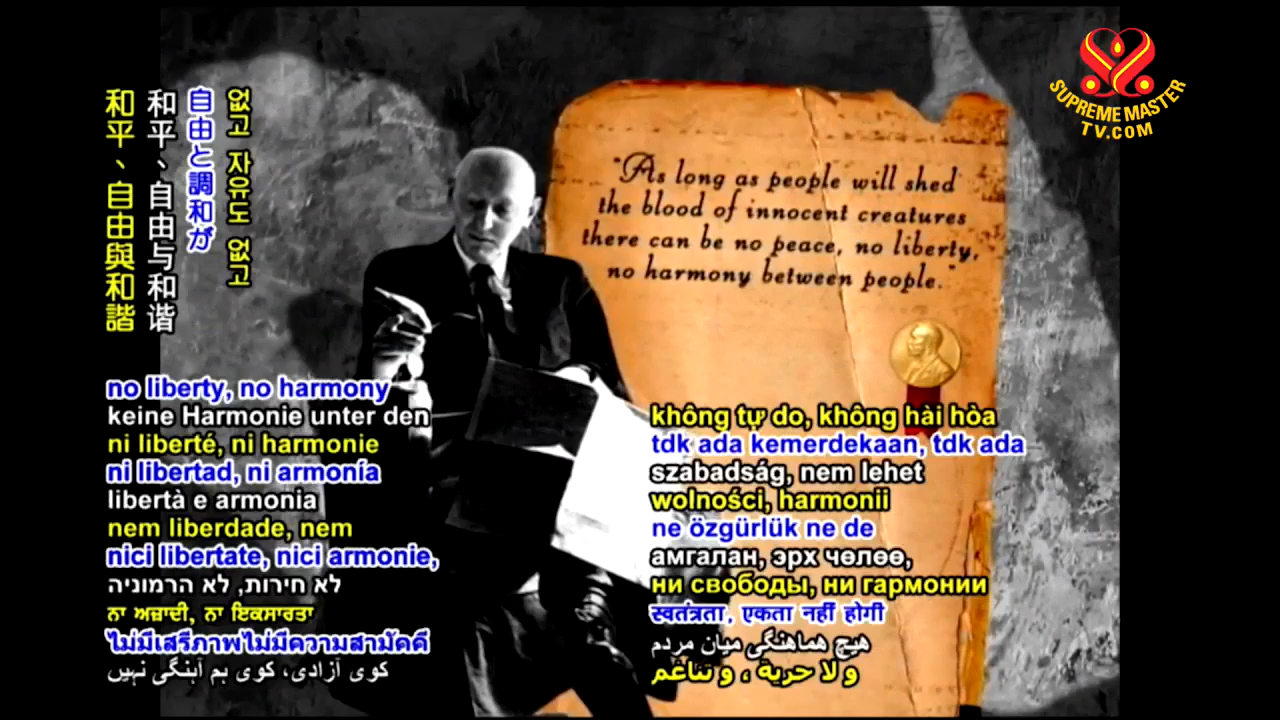 SUPREME MASTER
TV.COM
"As long as people will shed
the blood of innocent creatures
there can be no peace, no liberty,
no harmony between people."
없고 자유도 없고
自由と調和が
和平、自由与和谐
和平、自由與和諧
no liberty, no harmony
keine Harmonie unter den
ni liberté, ni harmonie
ni libertad, ni armonía
libertà e armonia
nem liberdade, nem
nici libertate, nici armonie,
לא חירות, לא הרמוניה
ਨਾ ਅਜ਼ਾਦੀ, ਨਾ ਇਕਸਾਰਤਾ
ไม่มีเสรีภาพไม่มีความสามัคคี
کوی آزادی، کوی ہم آہنگی نہیں
không tự do, không hài hòa
tdk ada kemerdekaan, tdk ada
szabadság, nem lehet
wolności, harmonii
ne özgürlük ne de
амгалан, эрх чөлөө,
ни свободы, ни гармонии
स्वतंत्रता, एकता नहीं होगी
هیچ هماهنگی میان مردم
و لا حرية ، و تناغم